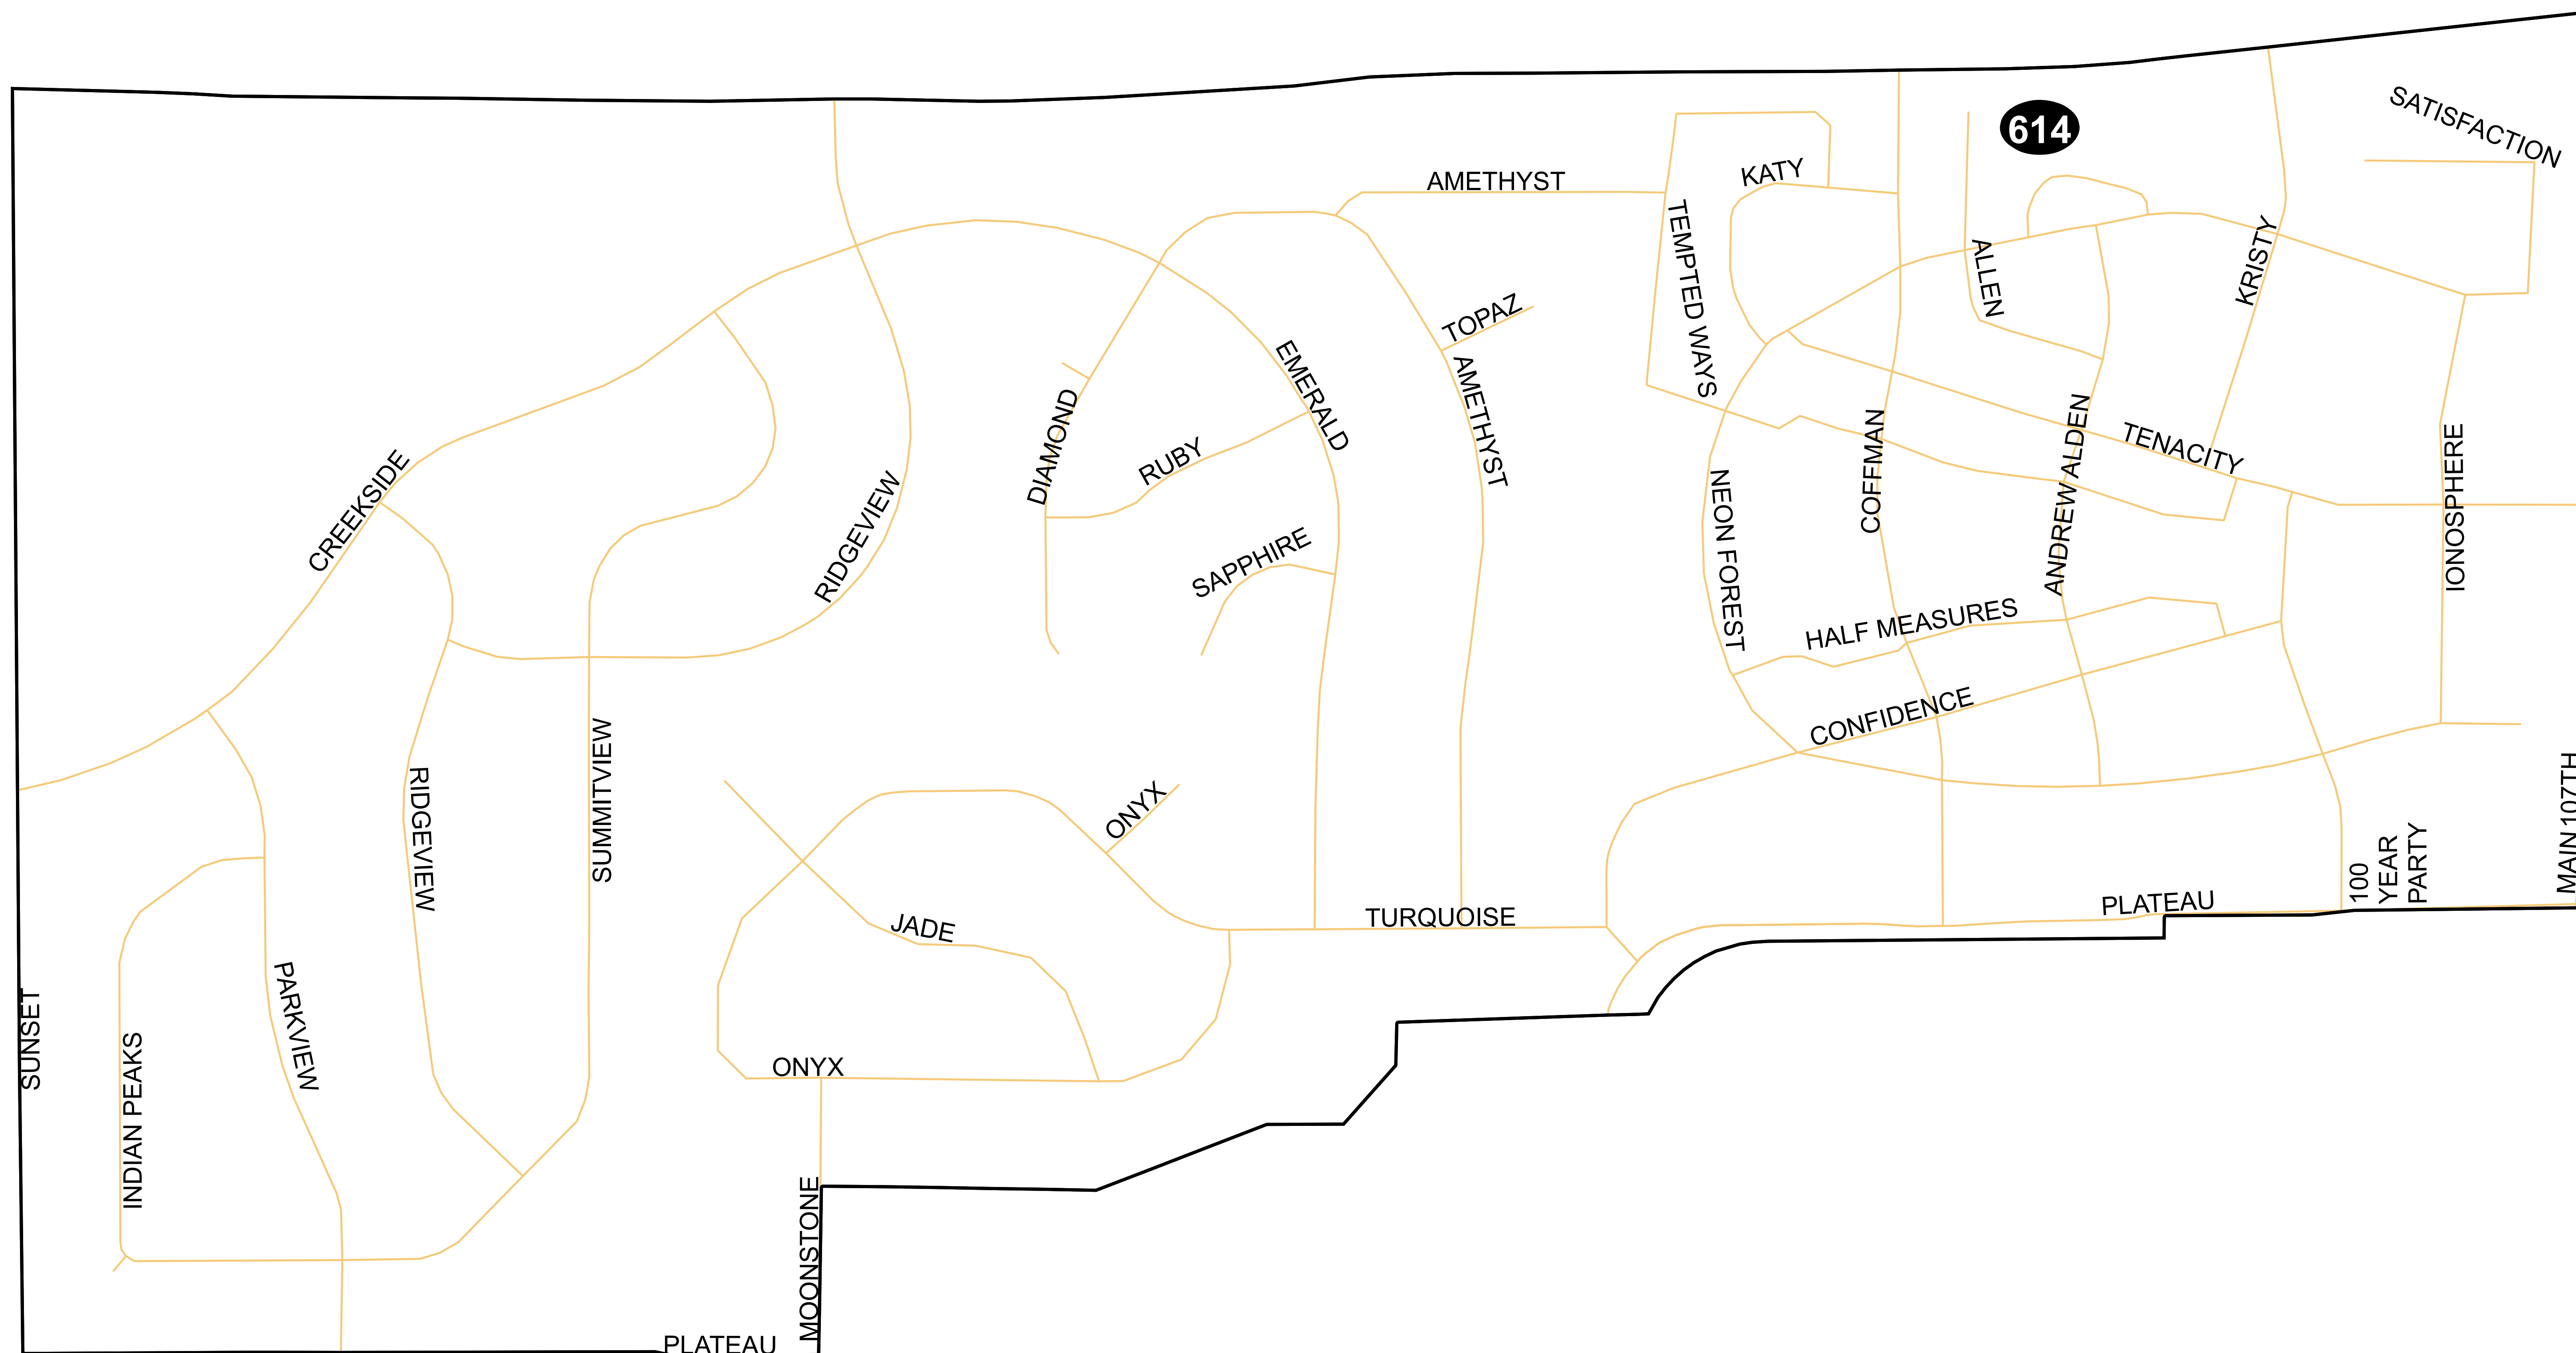 SATISFACTION
614
AMETHYST
KATY
TEMPTED WAYS
ALLEN
KRISTY
TOPAZ
EMERALD
AMETHYST
DIAMOND
RUBY
COFFMAN
ANDREW ALDEN
TENACITY
IONOSPHERE
CREEKSIDE
RIDGEVIEW
NEON FOREST
SAPPHIRE
HALF MEASURES
CONFIDENCE
SUMMITVIEW
RIDGEVIEW
ONYX
MAIN 107TH
100
YEAR
PARTY
PLATEAU
TURQUOISE
JADE
PARKVIEW
SUNSET
INDIAN PEAKS
ONYX
MOONSTONE
PLATEAU